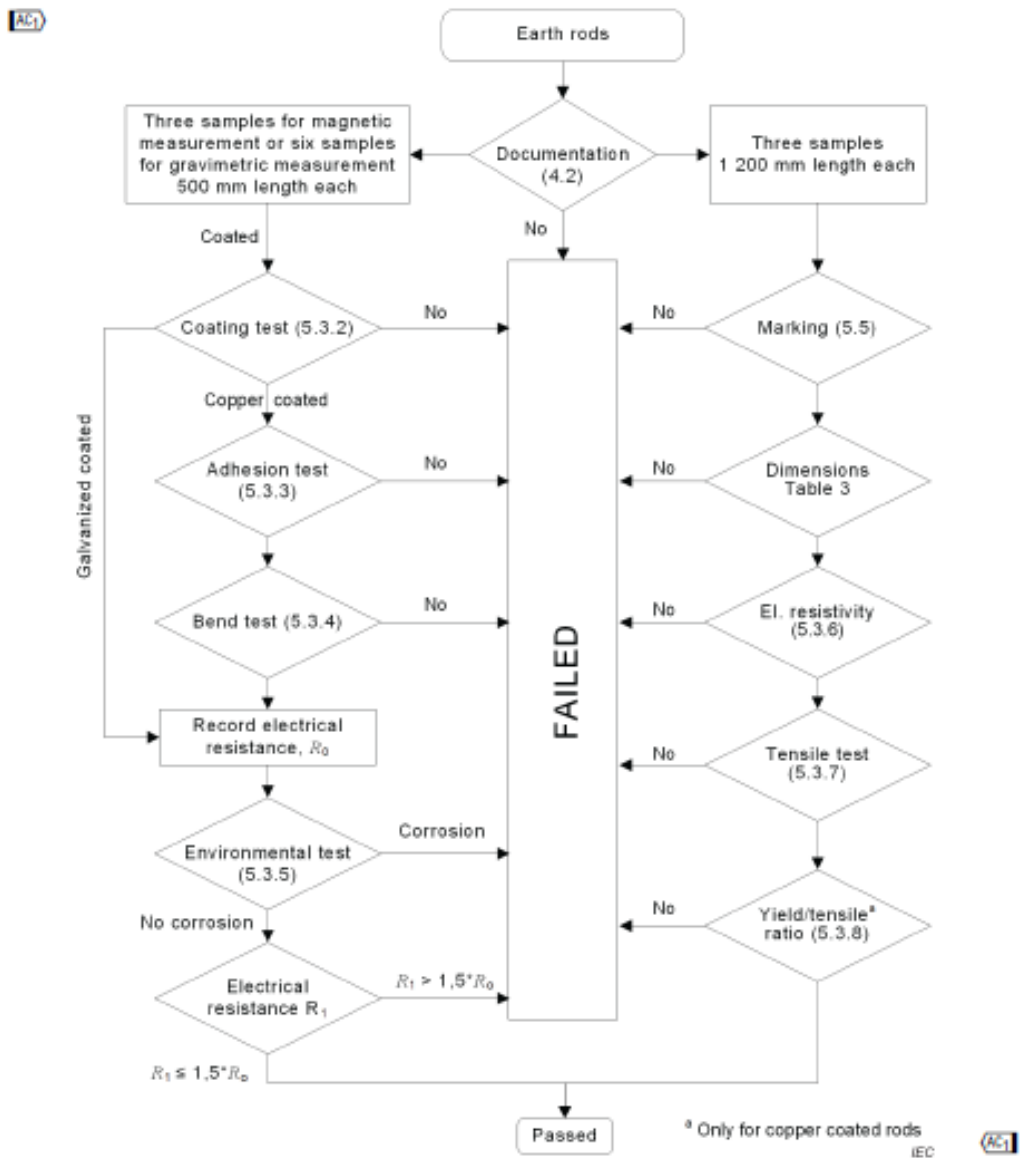 AC1
Earth rods
Three samples for magnetic
measurement or six samples
for gravimetric measurement
500 mm length each
Documentation
(4.2)
Three samples
1 200 mm length each
No
Coated
Coating test (5.3.2)
No
No
Marking (5.5)
Copper coated
Galvanized coated
Adhesion test
(5.3.3)
No
No
Dimensions
Table 3
Bend test (5.3.4)
No
No
El. resistivity
(5.3.6)
FAILED
Record electrical
resistance, R₀
No
Tensile test
(5.3.7)
Environmental test
(5.3.5)
Corrosion
No corrosion
No
Yield/tensileᵃ
ratio (5.3.8)
Electrical
resistance R₁
R₁ > 1,5*R₀
R₁ ≤ 1,5*R₀
Passed
ᵃ Only for copper coated rods
IEC
AC1